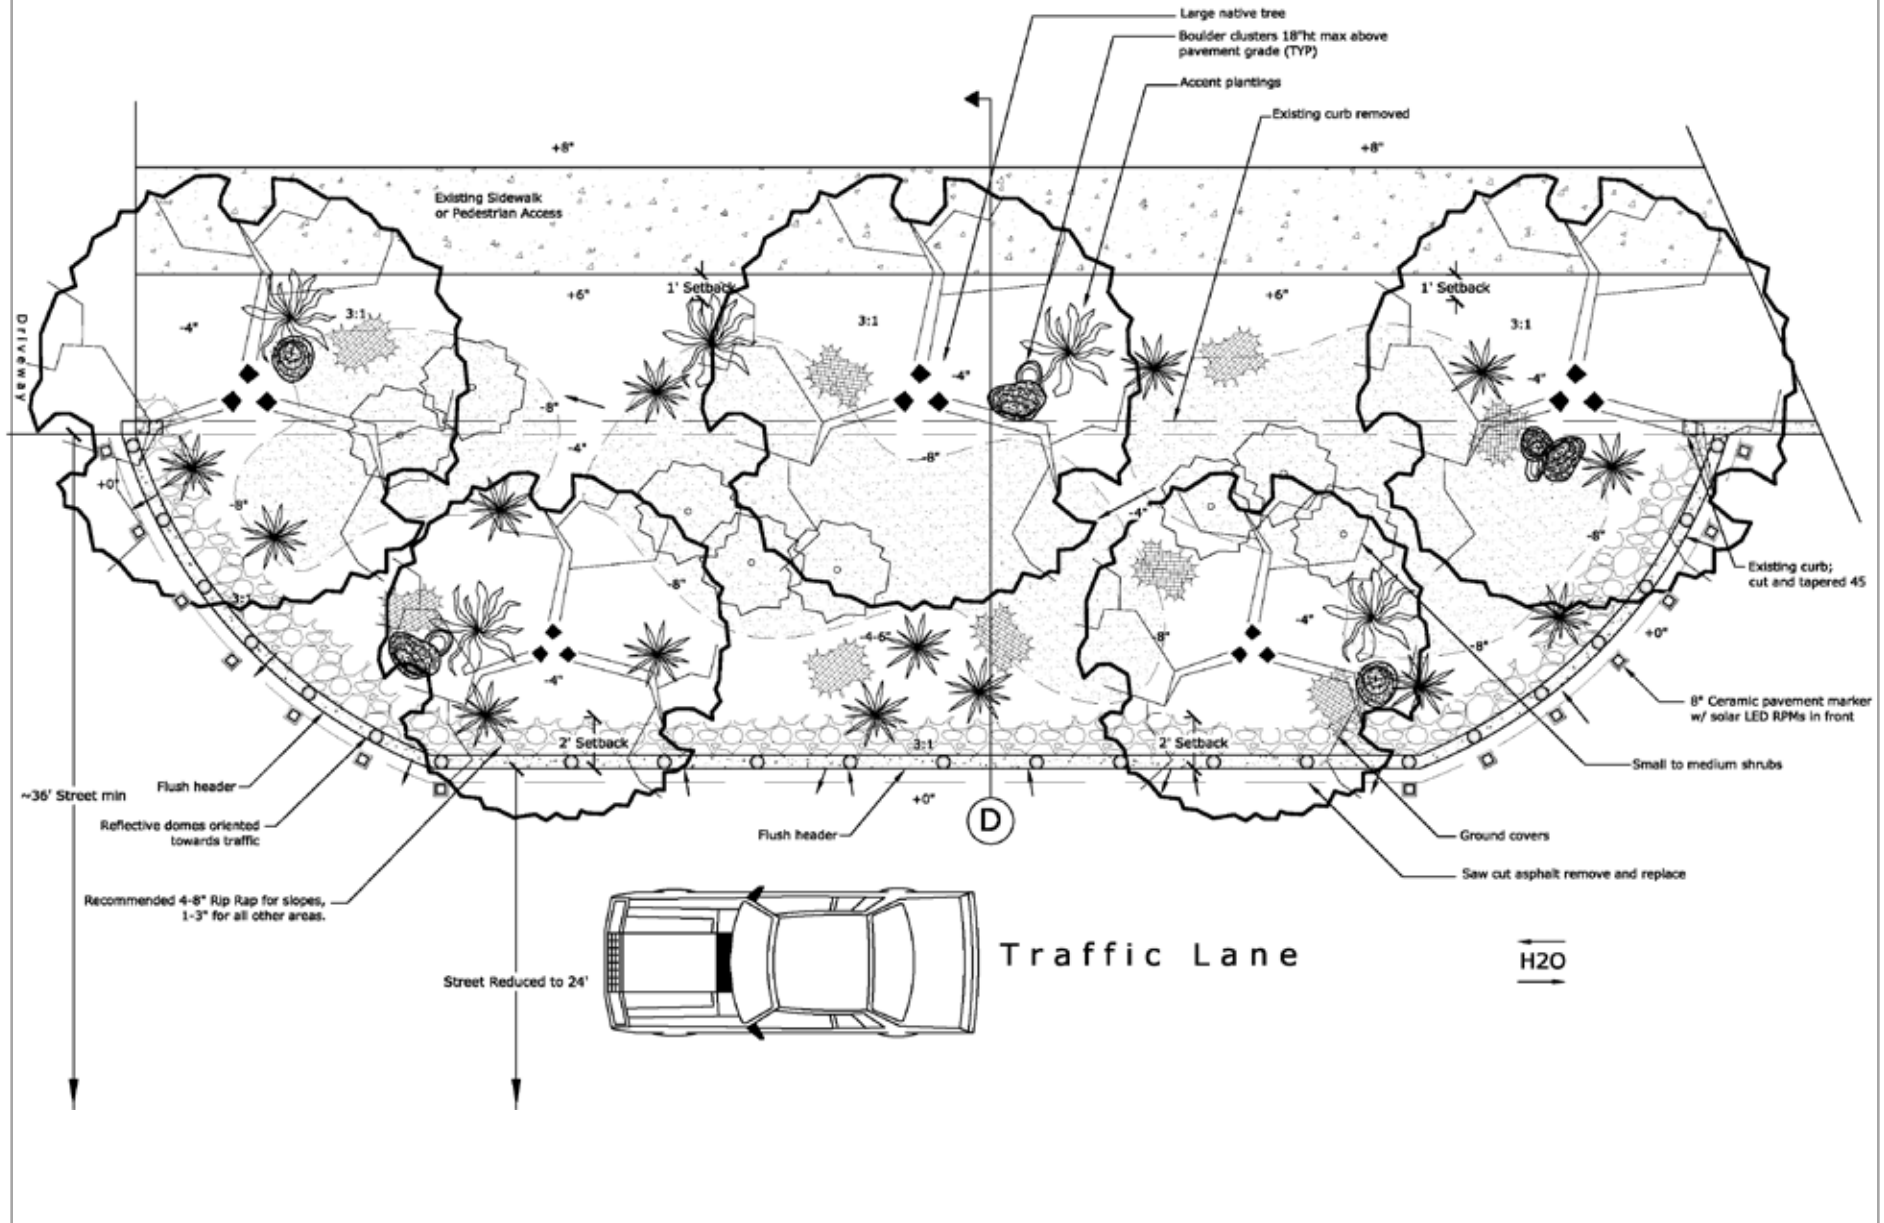 Large native tree
Boulder clusters 18"ht max above
pavement grade (TYP)
Accent plantings
Existing curb removed
+8"
+8"
Existing Sidewalk
or Pedestrian Access
+6"
1' Setback
+6"
1' Setback
-4"
3:1
3:1
3:1
Driveway
-4"
-4"
-8"
-4"
-8"
+0"
-8"
-4"
-8"
Existing curb;
cut and tapered 45
-8"
3:1
-4-6"
-8"
-4"
-8"
+0"
-4"
8" Ceramic pavement marker
w/ solar LED RPMs in front
2' Setback
3:1
2' Setback
Small to medium shrubs
~36' Street min
Flush header
+0"
D
Reflective domes oriented
towards traffic
Flush header
Ground covers
Saw cut asphalt remove and replace
Recommended 4-8" Rip Rap for slopes,
1-3" for all other areas.
Traffic Lane
H2O
Street Reduced to 24'